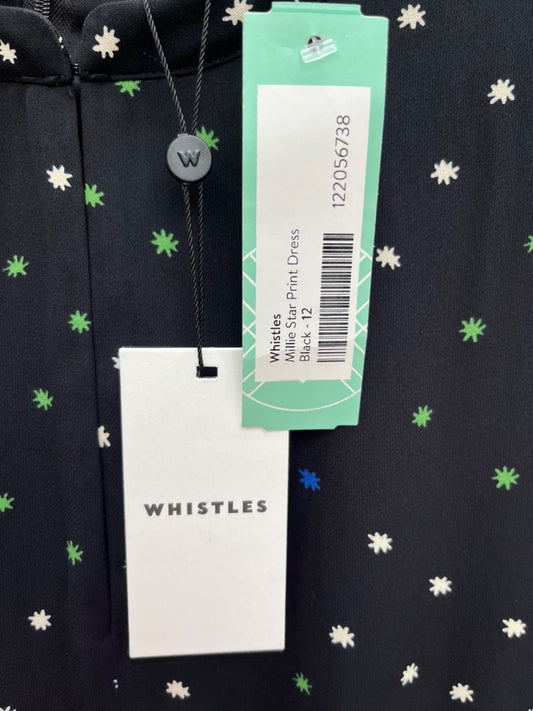 W
Whistles
Millie Star Print Dress
Black - 12
122056738
WHISTLES